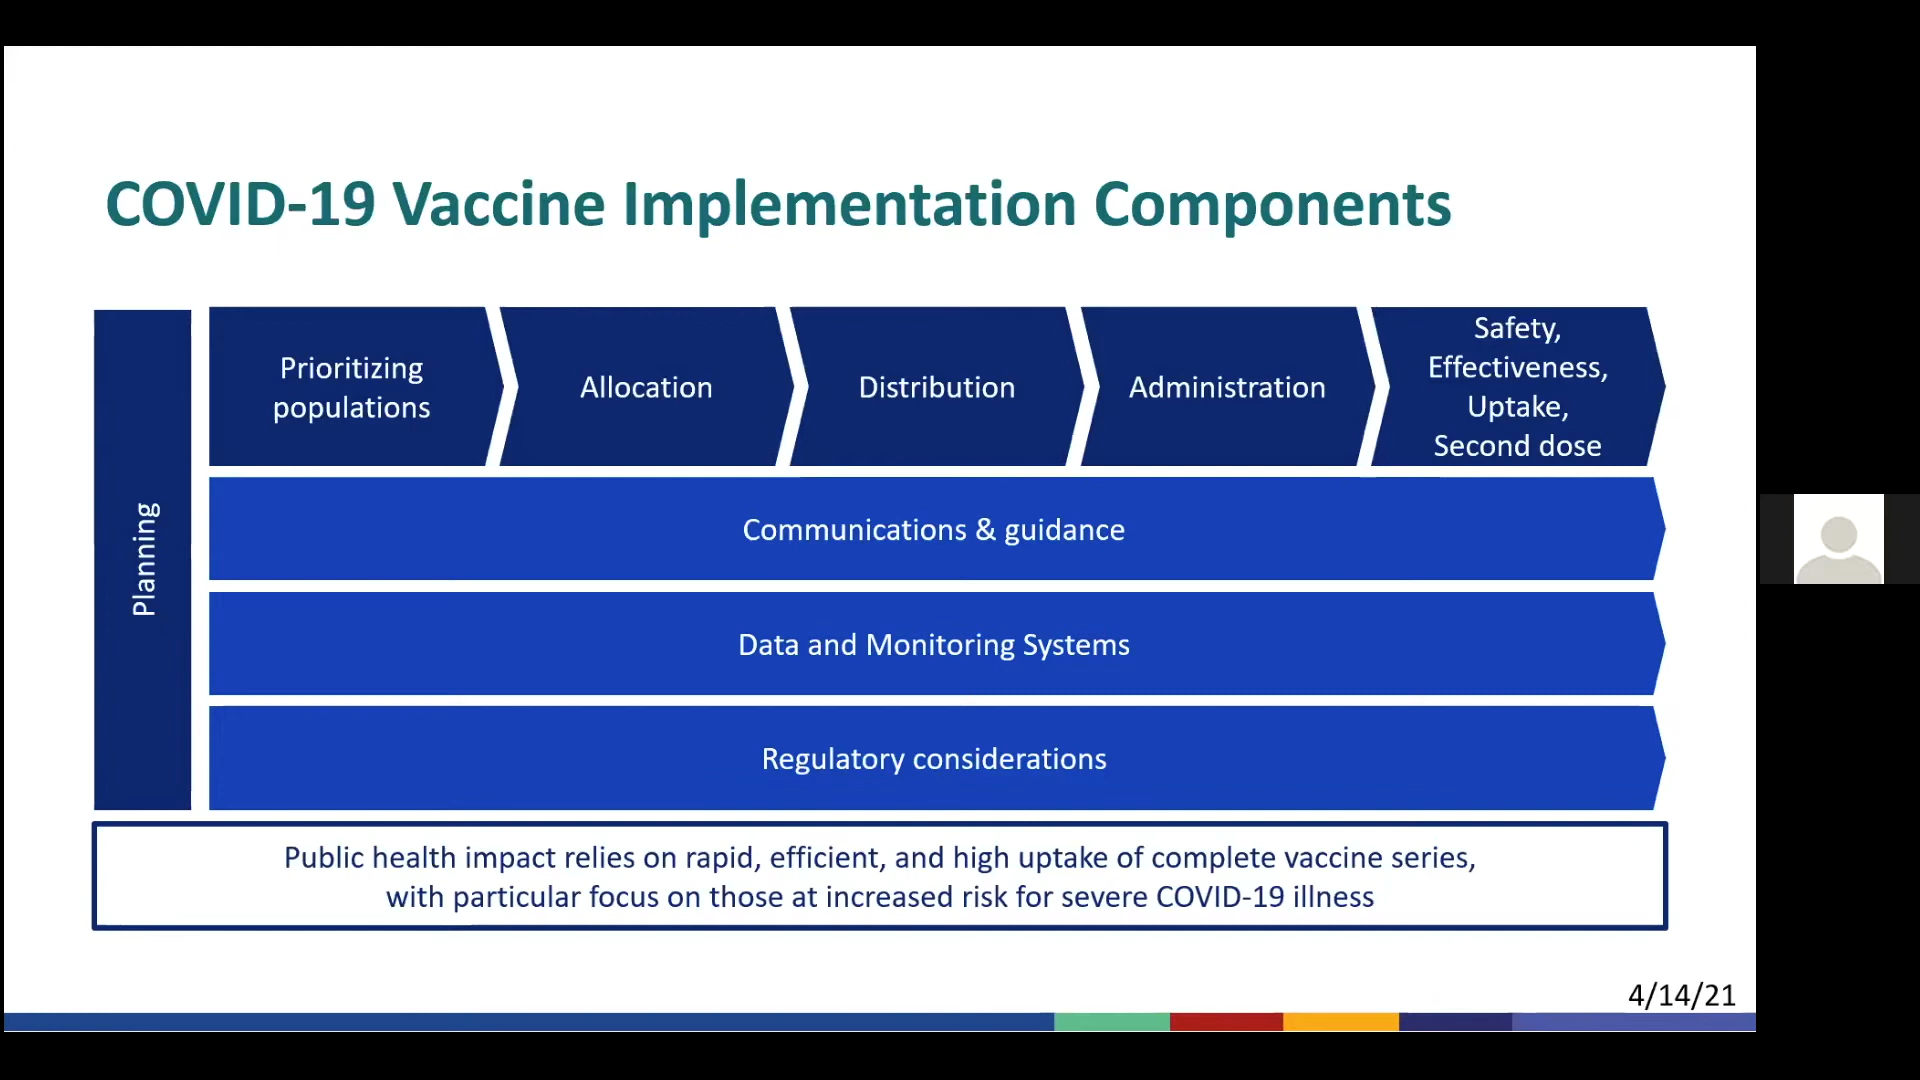 COVID-19 Vaccine Implementation Components
Planning
Prioritizing
populations
Allocation
Distribution
Administration
Safety,
Effectiveness,
Uptake,
Second dose
Communications & guidance
Data and Monitoring Systems
Regulatory considerations
Public health impact relies on rapid, efficient, and high uptake of complete vaccine series,
with particular focus on those at increased risk for severe COVID-19 illness
4/14/21